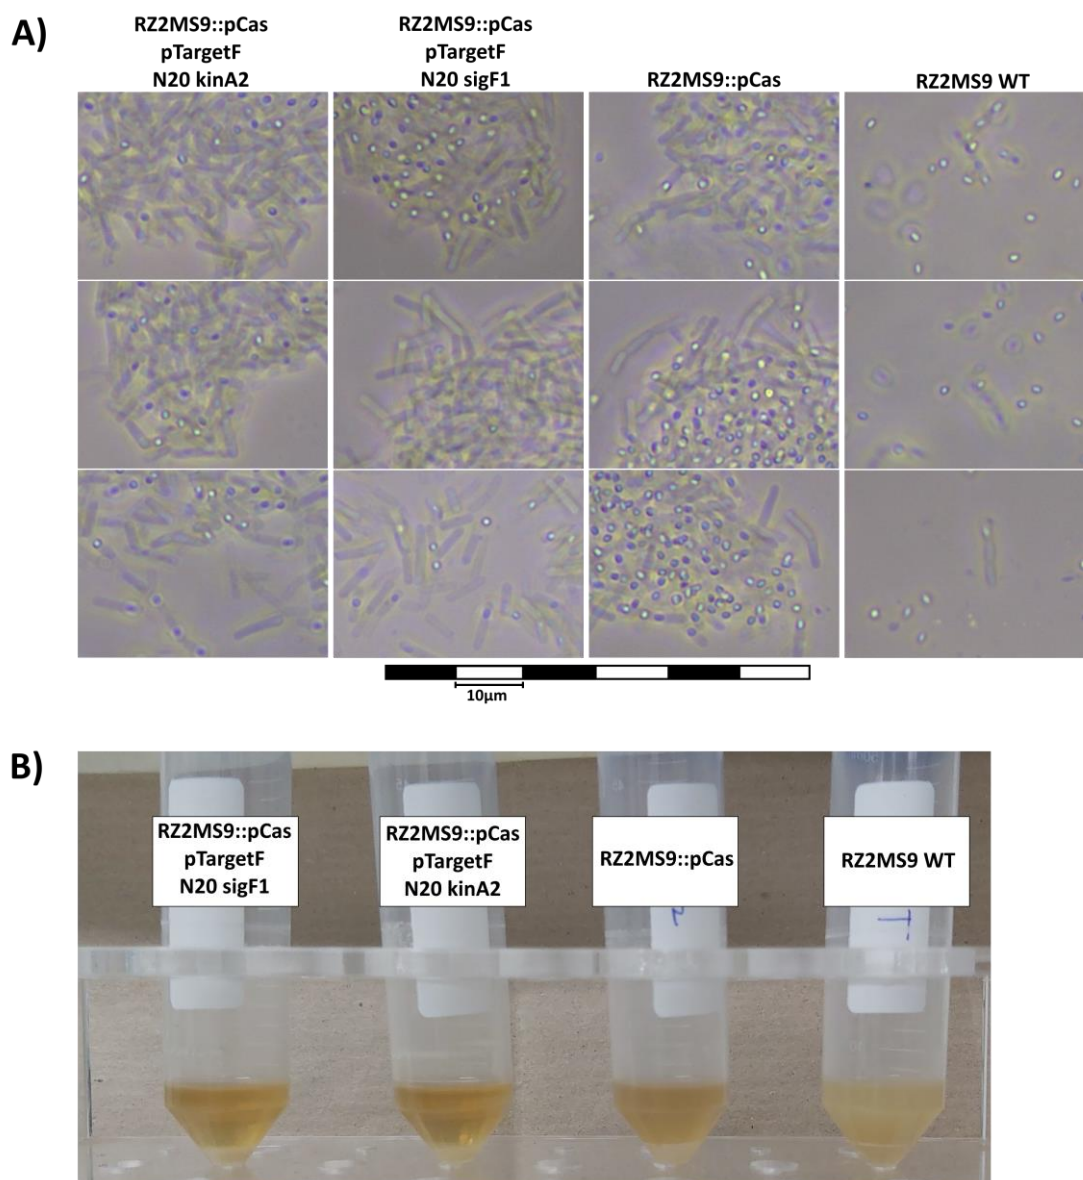 A)
RZ2MS9::pCas
pTargetF
N20 kinA2
RZ2MS9::pCas
pTargetF
N20 sigF1
RZ2MS9::pCas
RZ2MS9 WT
10µm
B)
RZ2MS9::pCas
pTargetF
N20 sigF1
RZ2MS9::pCas
pTargetF
N20 kinA2
RZ2MS9::pCas
RZ2MS9 WT